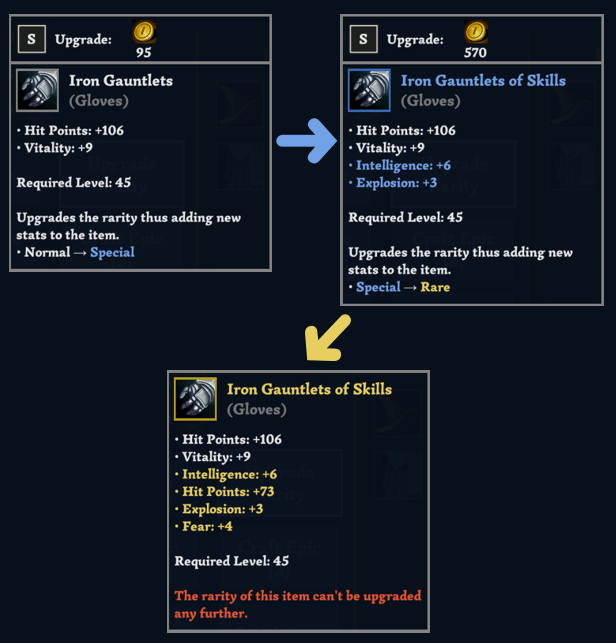 S Upgrade: 95
Iron Gauntlets
(Gloves)
· Hit Points: +106
· Vitality: +9
Required Level: 45
Upgrades the rarity thus adding new
stats to the item.
· Normal → Special
S Upgrade: 570
Iron Gauntlets of Skills
(Gloves)
· Hit Points: +106
· Vitality: +9
· Intelligence: +6
· Explosion: +3
Required Level: 45
Upgrades the rarity thus adding new
stats to the item.
· Special → Rare
Iron Gauntlets of Skills
(Gloves)
· Hit Points: +106
· Vitality: +9
· Intelligence: +6
· Hit Points: +73
· Explosion: +3
· Fear: +4
Required Level: 45
The rarity of this item can't be upgraded
any further.